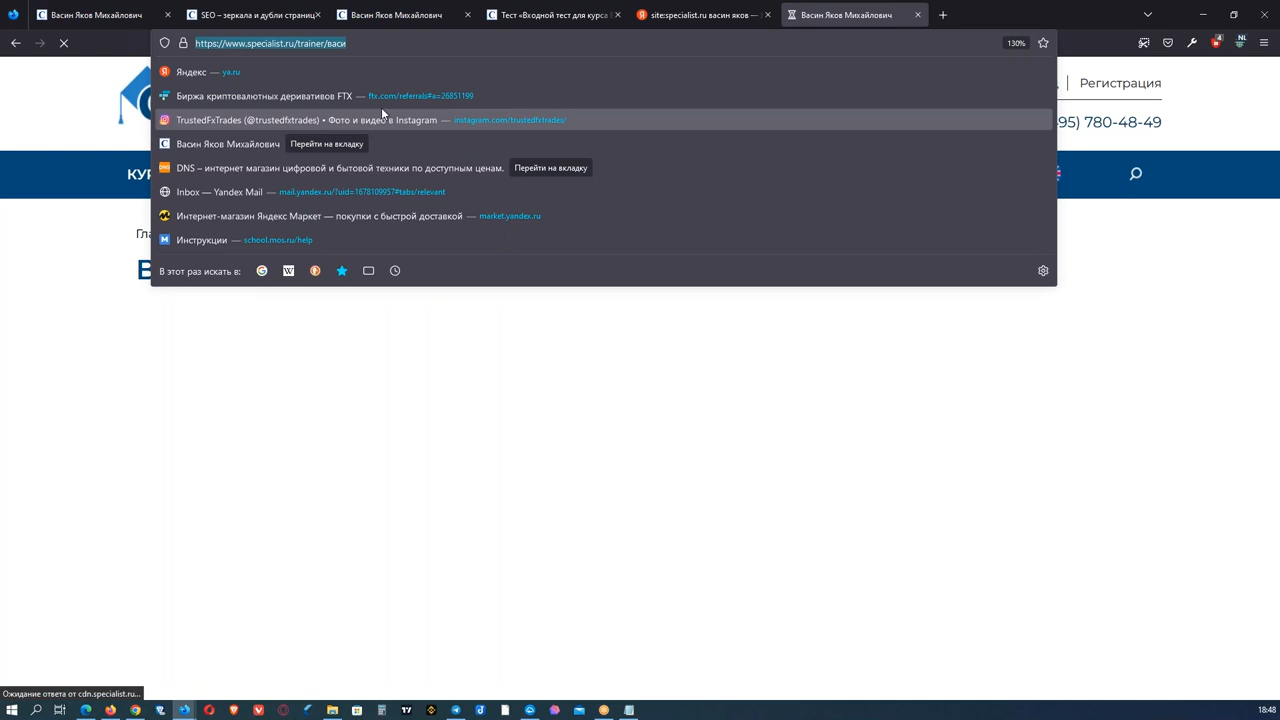 Васин Яков Михайлович
SEO – зеркала и дубли страниц
Васин Яков Михайлович
Тест «Входной тест для курса
site:specialist.ru васин яков —
Васин Яков Михайлович
https://www.specialist.ru/trainer/васи
130%
4
NL
Яндекс — ya.ru
Биржа криптовалютных деривативов FTX — ftx.com/referrals#a=26851199
TrustedFxTrades (@trustedfxtrades) • Фото и видео в Instagram — instagram.com/trustedfxtrades/
Васин Яков Михайлович Перейти на вкладку
DNS – интернет магазин цифровой и бытовой техники по доступным ценам. Перейти на вкладку
Inbox — Yandex Mail — mail.yandex.ru/?uid=1678109957#tabs/relevant
Интернет-магазин Яндекс Маркет — покупки с быстрой доставкой — market.yandex.ru
Инструкции — school.mos.ru/help
В этот раз искать в:
Регистрация
95) 780-48-49
КУР
Гла
В
Ожидание ответа от cdn.specialist.ru...
18:48